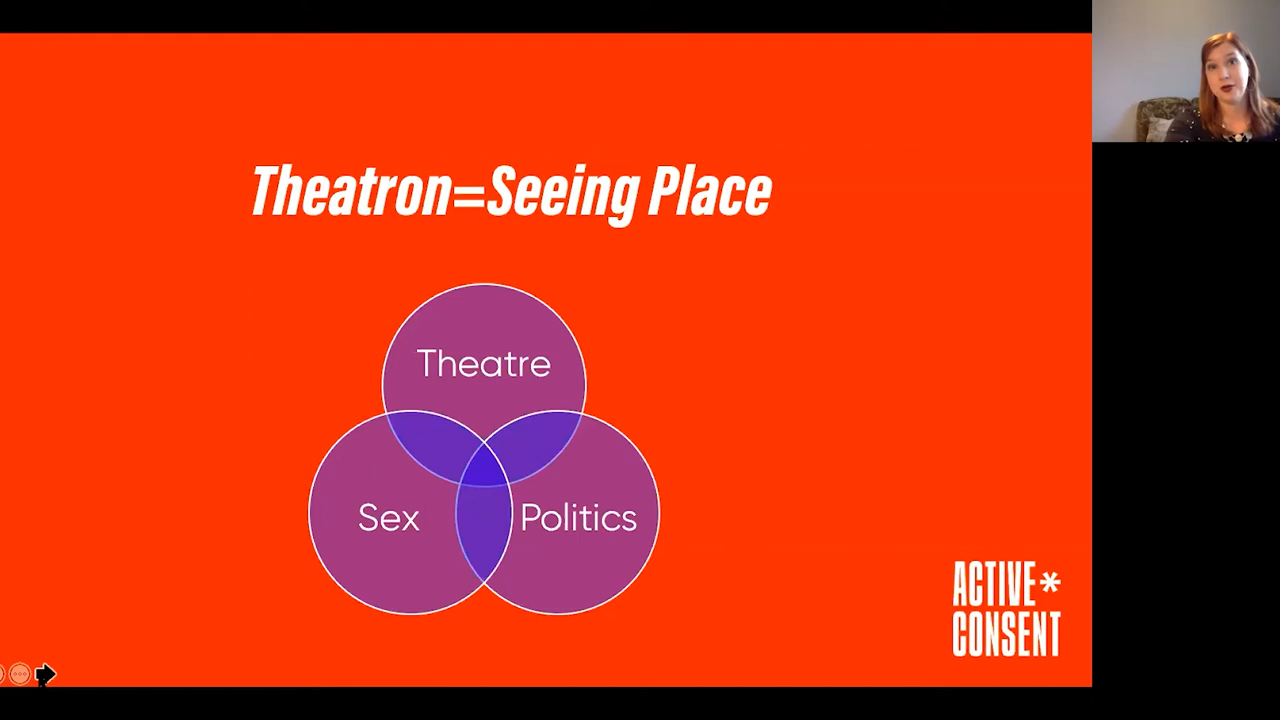 Theatron=Seeing Place
Theatre
Sex
Politics
ACTIVE*
CONSENT